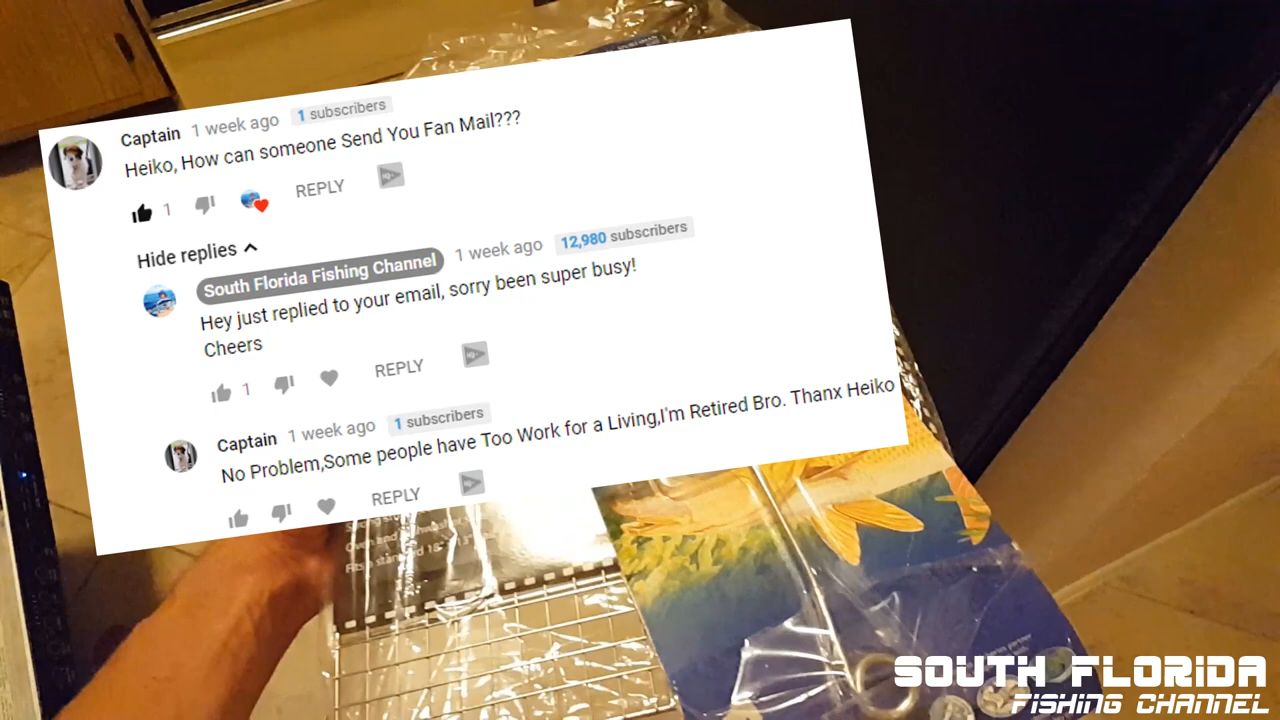 Captain 1 week ago 1 subscribers
Heiko, How can someone Send You Fan Mail???
1 REPLY
Hide replies
South Florida Fishing Channel 1 week ago 12,980 subscribers
Hey just replied to your email, sorry been super busy!
Cheers
1 REPLY
Captain 1 week ago 1 subscribers
No Problem,Some people have Too Work for a Living,I'm Retired Bro. Thanx Heiko
REPLY
SOUTH FLORIDA
FISHING CHANNEL